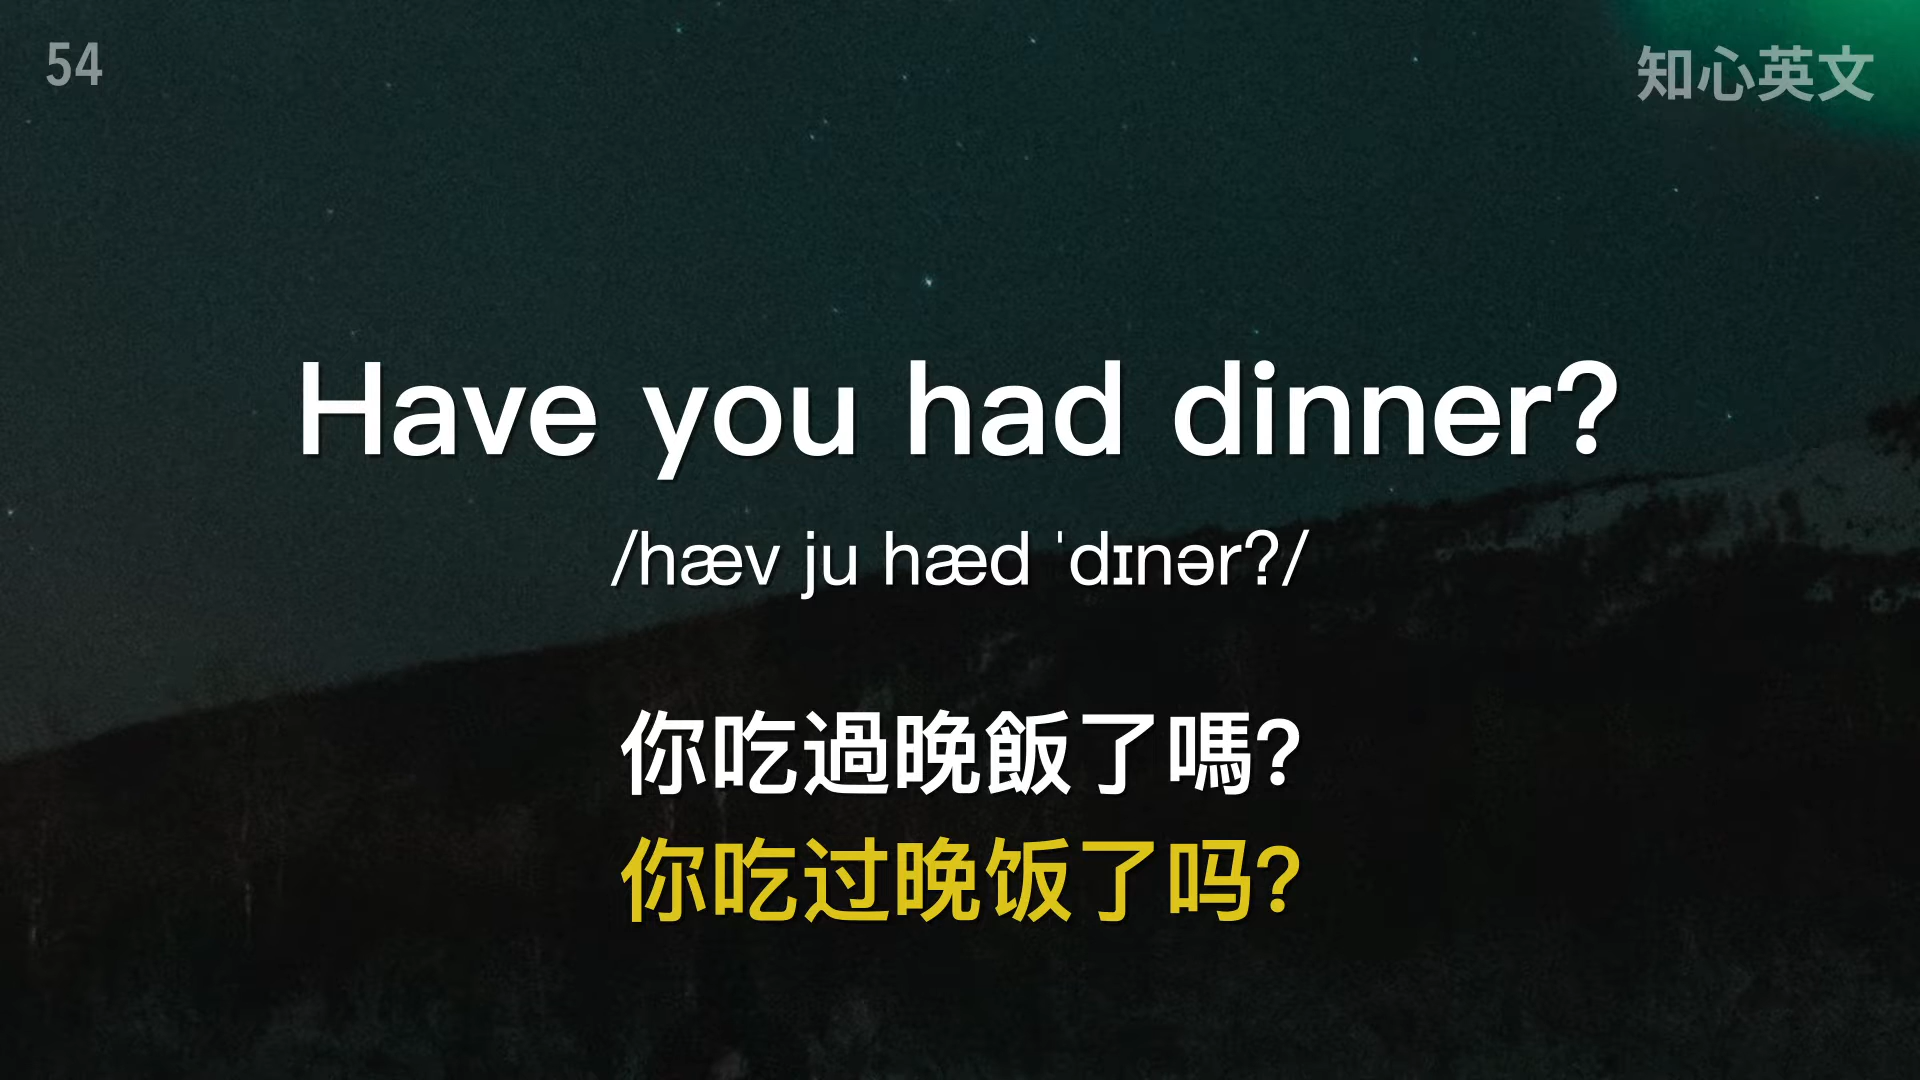 54
知心英文
Have you had dinner?
/hæv ju hæd ˈdɪnər?/
你吃過晚飯了嗎?
你吃过晚饭了吗?